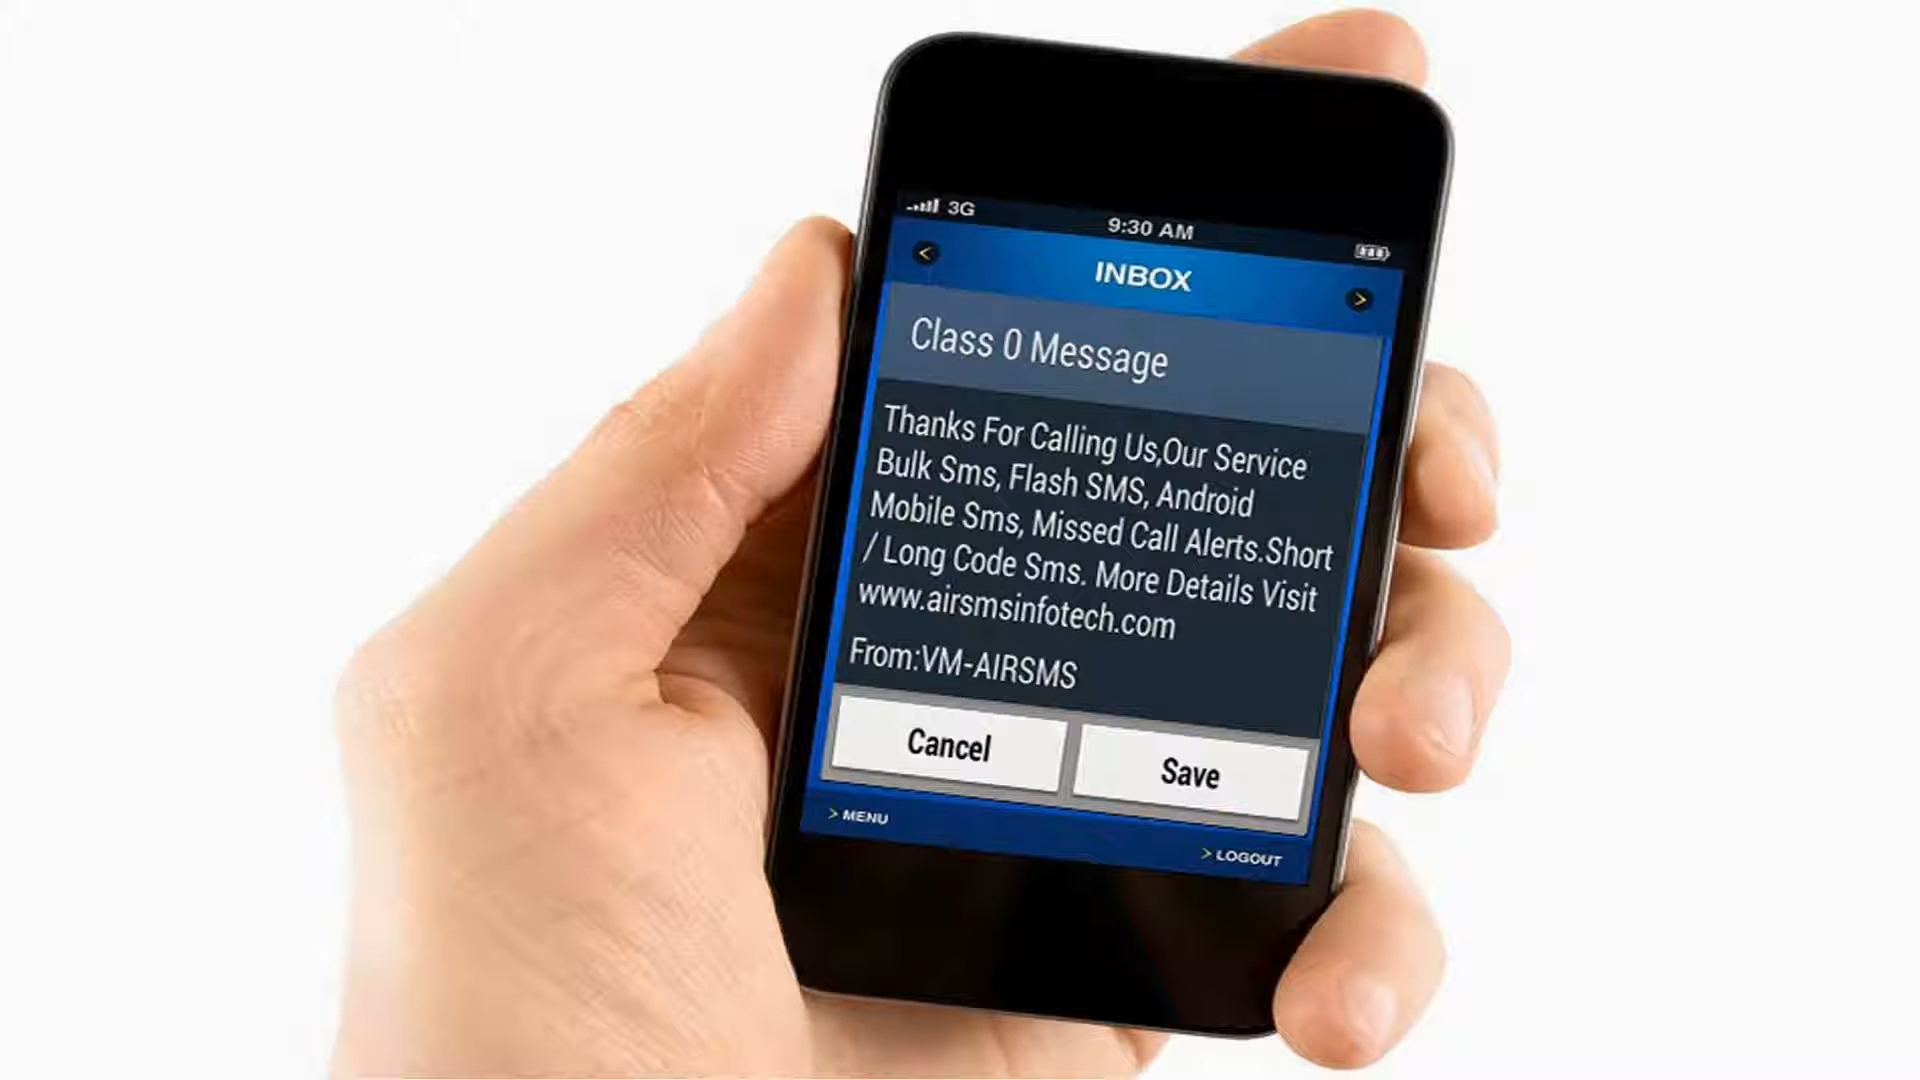 3G
9:30 AM
<
INBOX
>
Class 0 Message
Thanks For Calling Us,Our Service
Bulk Sms, Flash SMS, Android
Mobile Sms, Missed Call Alerts.Short
/ Long Code Sms. More Details Visit
www.airsmsinfotech.com
From:VM-AIRSMS
Cancel
Save
> MENU
> LOGOUT